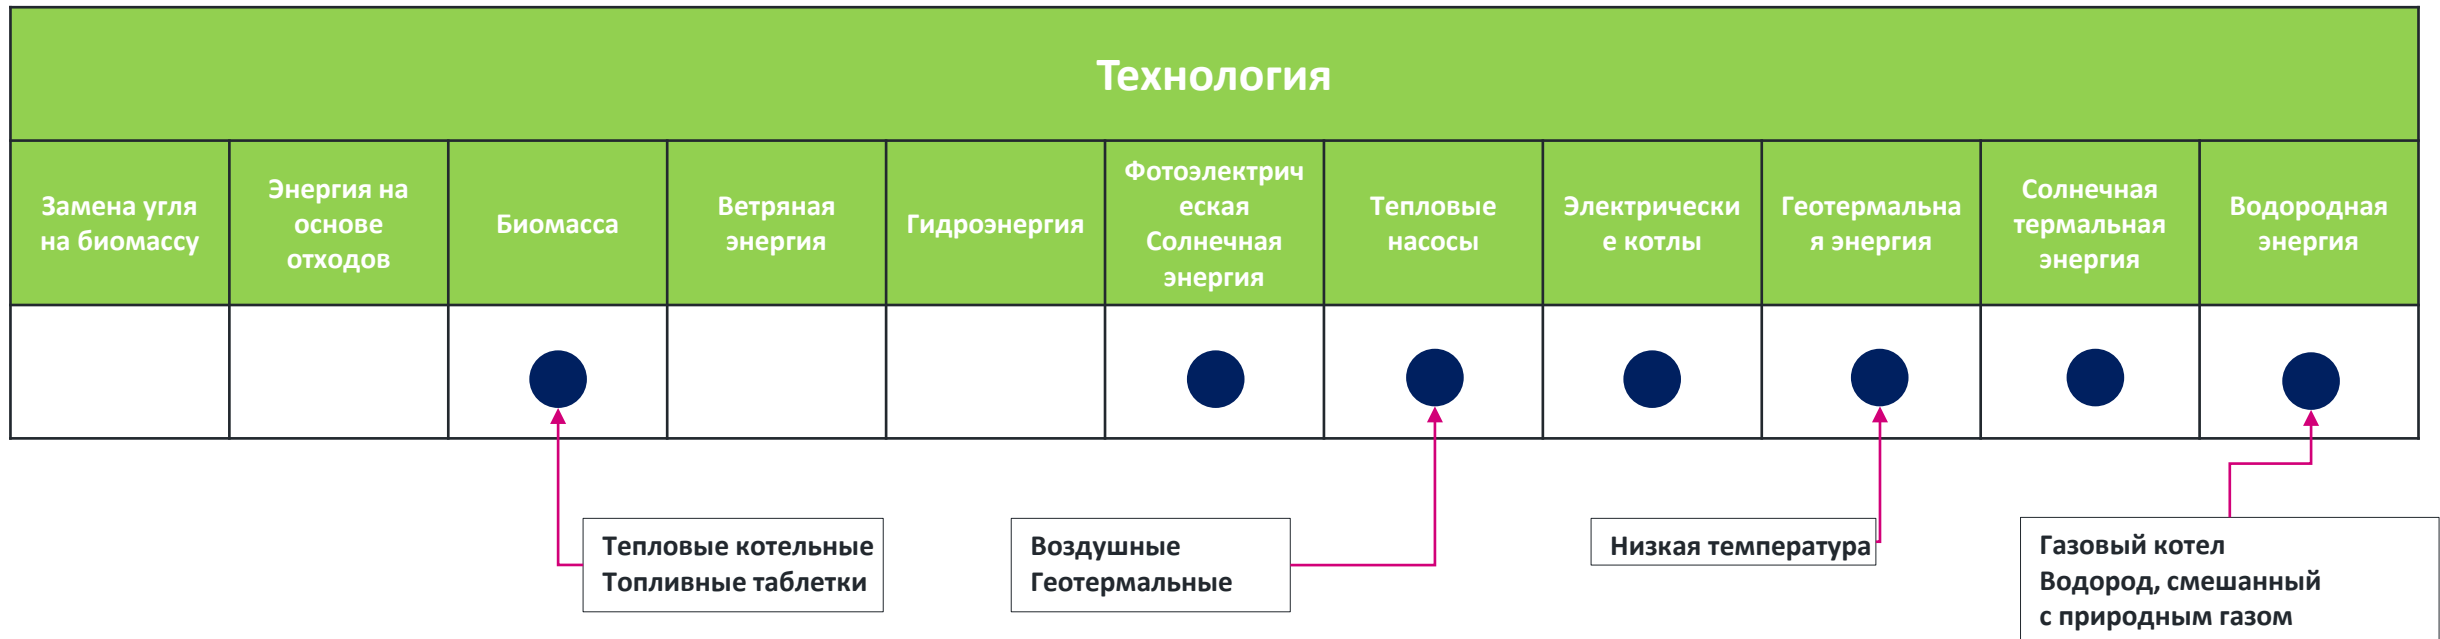 Технология
Замена угля
на биомассу
Энергия на
основе
отходов
Биомасса
Ветряная
энергия
Гидроэнергия
Фотоэлектрич
еская
Солнечная
энергия
Тепловые
насосы
Электрически
е котлы
Геотермальна
я энергия
Солнечная
термальная
энергия
Водородная
энергия
Тепловые котельные
Топливные таблетки
Воздушные
Геотермальные
Низкая температура
Газовый котел
Водород, смешанный
с природным газом